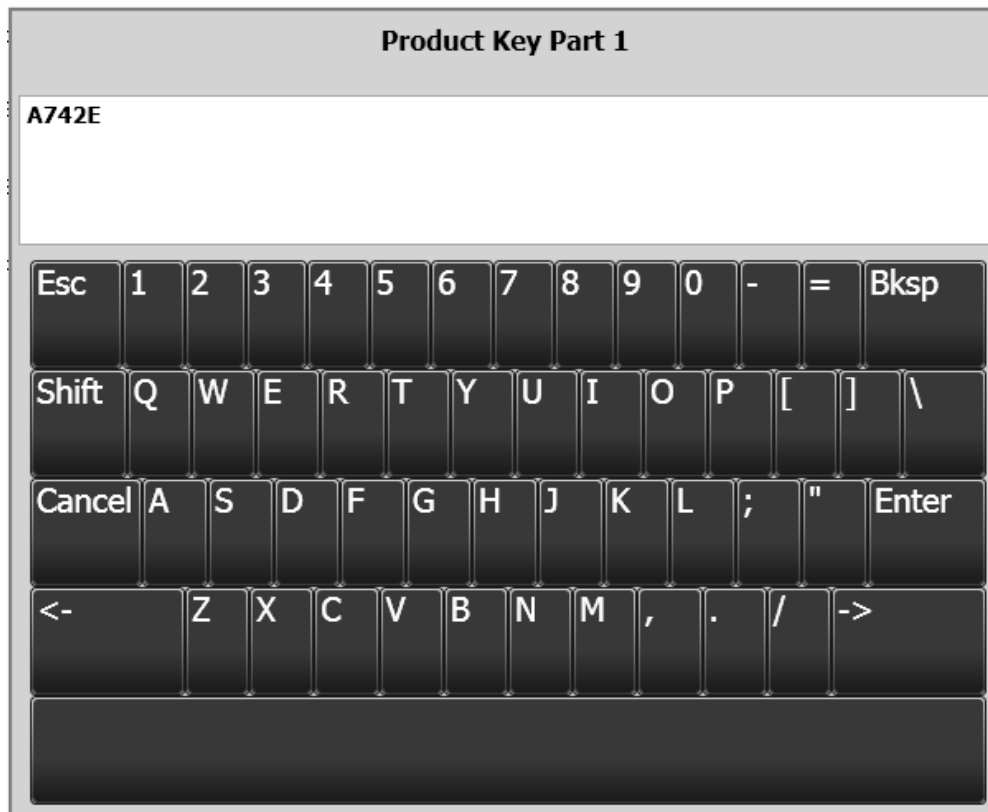 Product Key Part 1
A742E
Esc 1 2 3 4 5 6 7 8 9 0 - = Bksp
Shift Q W E R T Y U I O P [ ] \
Cancel A S D F G H J K L ; " Enter
<- Z X C V B N M , . / ->